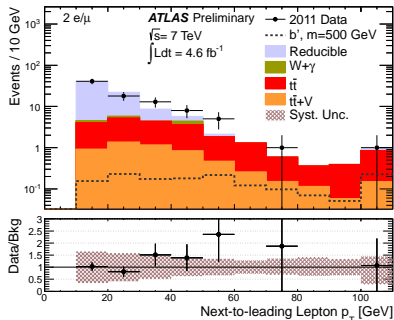 2 e/μ
ATLAS Preliminary
√s= 7 TeV
∫Ldt = 4.6 fb⁻¹
2011 Data
b', m=500 GeV
Reducible
W+γ
tt̄
tt̄+V
Syst. Unc.
Events/ 10 GeV
10³
10²
10
1
10⁻¹
Data/Bkg
3
2.5
2
1.5
1
0.5
0
0 20 40 60 80 100
Next-to-leading Lepton p_T [GeV]